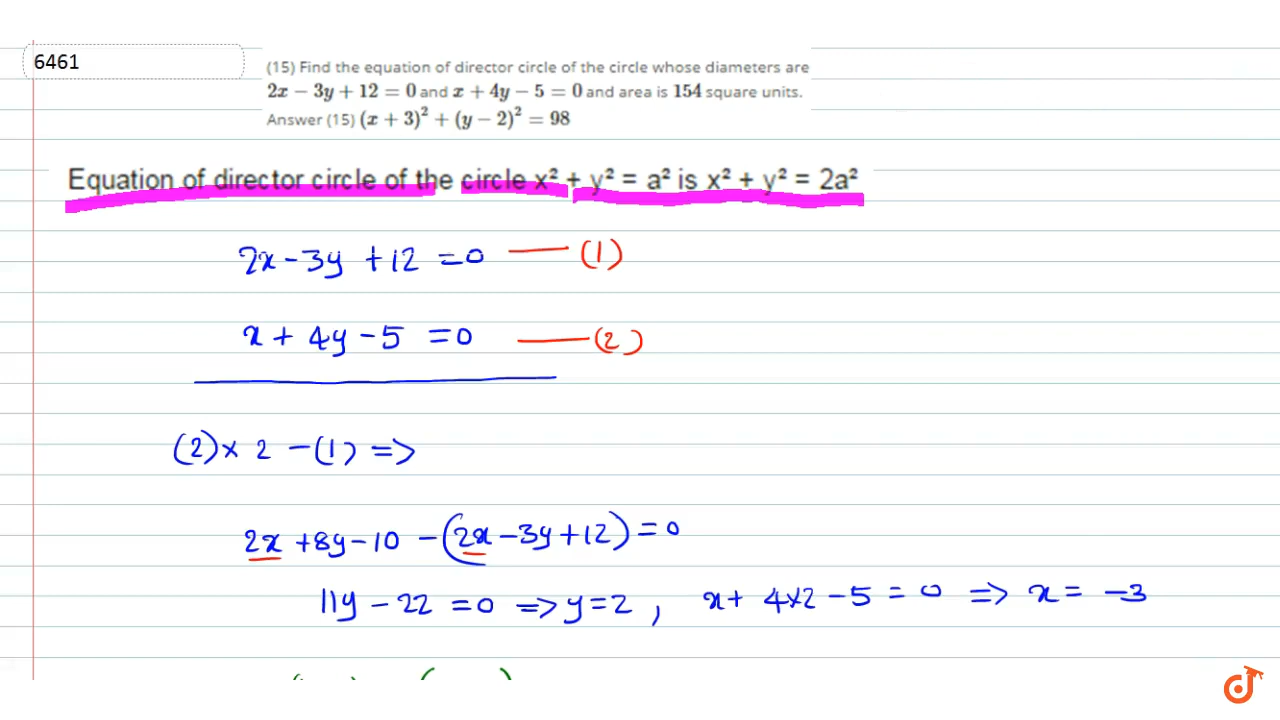 6461
(15) Find the equation of director circle of the circle whose diameters are
2x − 3y + 12 = 0 and x + 4y − 5 = 0 and area is 154 square units.
Answer (15) (x + 3)² + (y − 2)² = 98
Equation of director circle of the circle x² + y² = a² is x² + y² = 2a²
2x - 3y + 12 = 0 —— (1)
x + 4y - 5 = 0 —— (2)
(2) × 2 - (1) =>
2x + 8y - 10 - (2x - 3y + 12) = 0
11y - 22 = 0 => y = 2 , x + 4×2 - 5 = 0 => x = -3